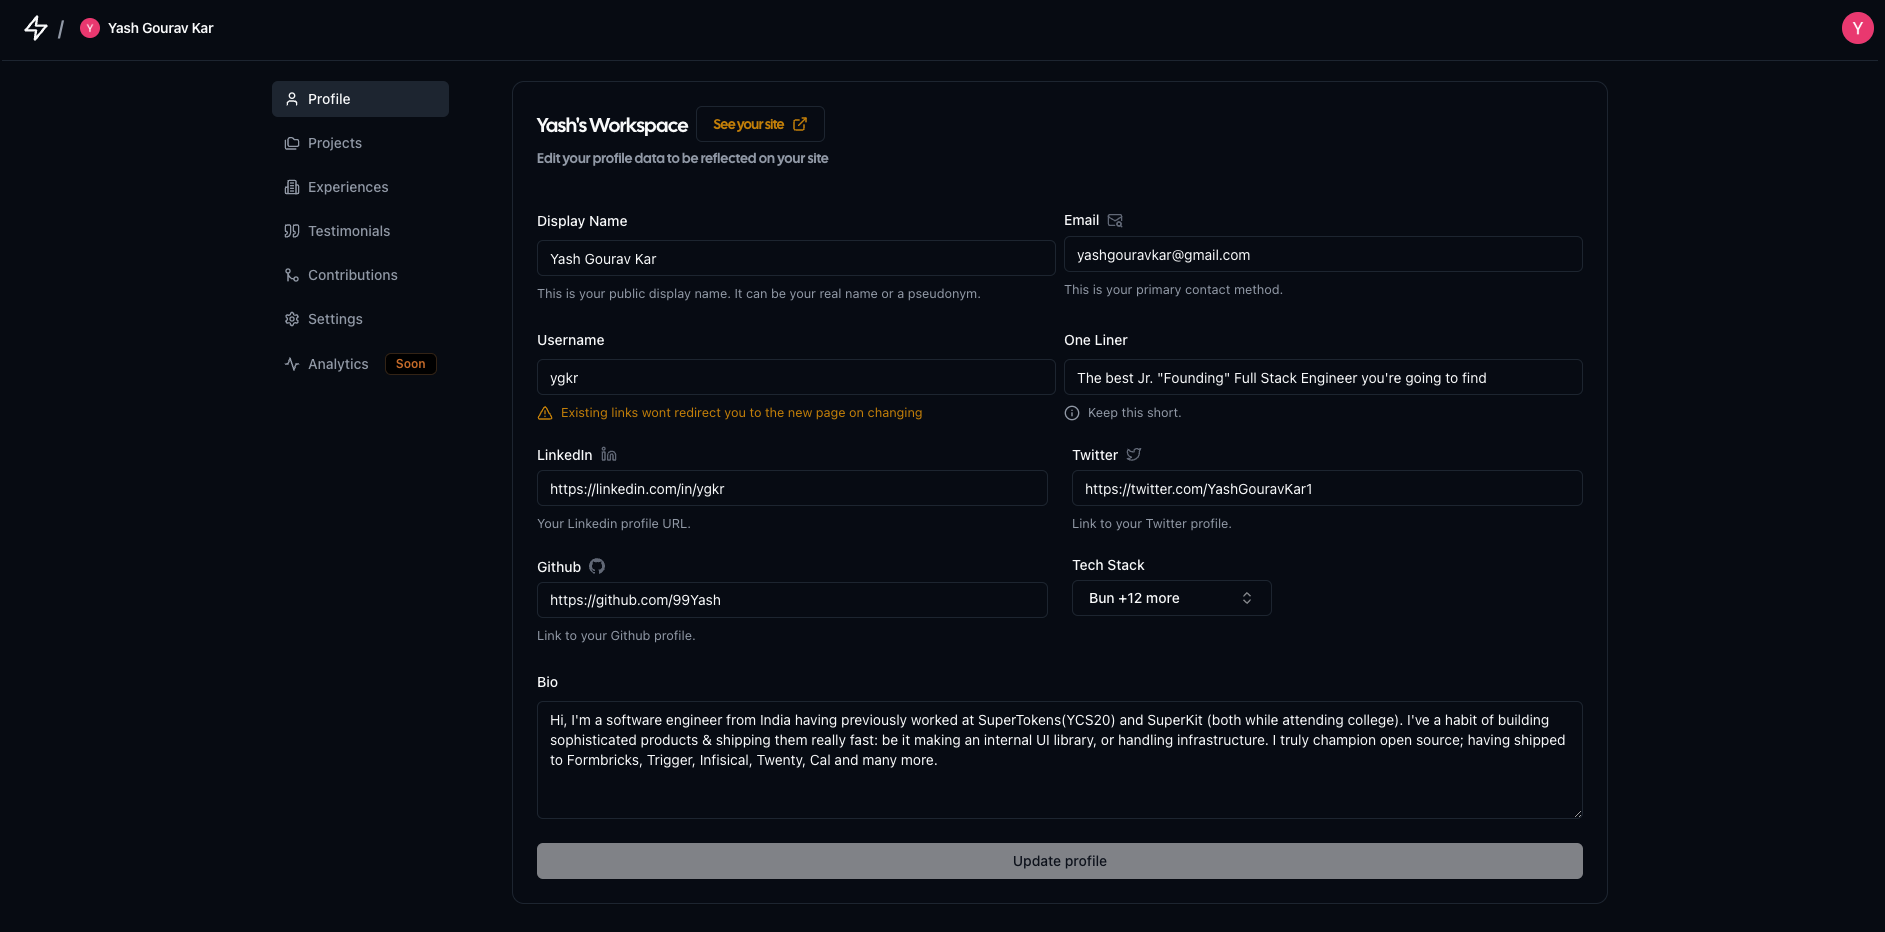 / Y Yash Gourav Kar
Y
Profile
Projects
Experiences
Testimonials
Contributions
Settings
Analytics Soon
Yash's Workspace See your site
Edit your profile data to be reflected on your site
Display Name
Yash Gourav Kar
This is your public display name. It can be your real name or a pseudonym.
Email
yashgouravkar@gmail.com
This is your primary contact method.
Username
ygkr
Existing links wont redirect you to the new page on changing
One Liner
The best Jr. "Founding" Full Stack Engineer you're going to find
Keep this short.
LinkedIn
https://linkedin.com/in/ygkr
Your Linkedin profile URL.
Twitter
https://twitter.com/YashGouravKar1
Link to your Twitter profile.
Github
https://github.com/99Yash
Link to your Github profile.
Tech Stack
Bun +12 more
Bio
Hi, I'm a software engineer from India having previously worked at SuperTokens(YCS20) and SuperKit (both while attending college). I've a habit of building
sophisticated products & shipping them really fast: be it making an internal UI library, or handling infrastructure. I truly champion open source; having shipped
to Formbricks, Trigger, Infisical, Twenty, Cal and many more.
Update profile